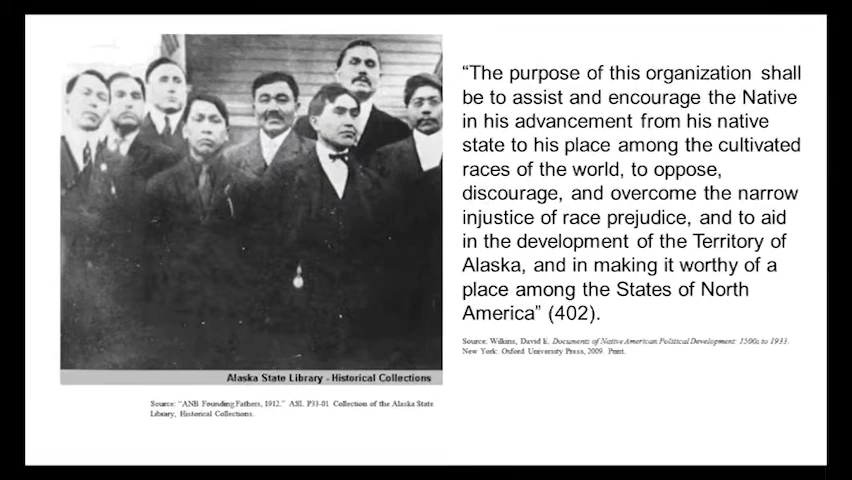 “The purpose of this organization shall
be to assist and encourage the Native
in his advancement from his native
state to his place among the cultivated
races of the world, to oppose,
discourage, and overcome the narrow
injustice of race prejudice, and to aid
in the development of the Territory of
Alaska, and in making it worthy of a
place among the States of North
America” (402).
Source: Wilkins, David E. Documents of Native American Political Development: 1500s to 1933.
New York: Oxford University Press, 2009. Print.
Alaska State Library - Historical Collections
Source: “ANB Founding Fathers, 1912.” ASL P33-01 Collection of the Alaska State
Library, Historical Collections.